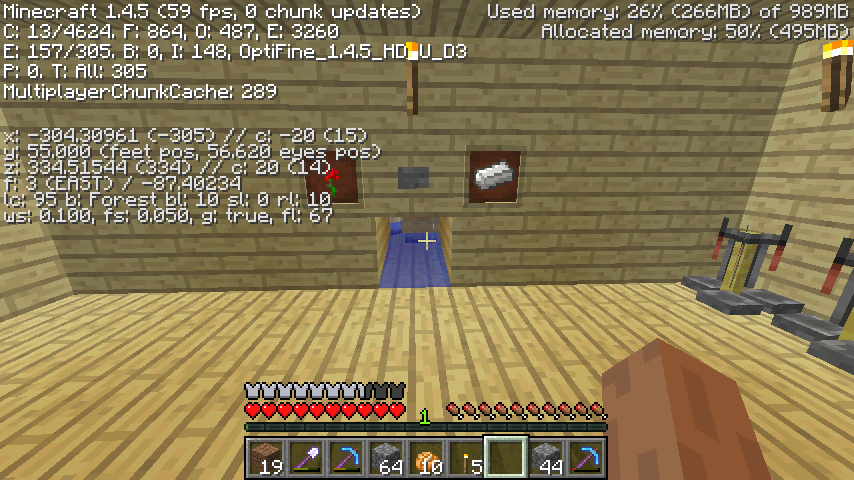 Minecraft 1.4.5 (59 fps, 0 chunk updates)
Used memory: 26% (266MB) of 989MB
C: 13/4624, F: 864, O: 487, E: 3260
Allocated memory: 50% (495MB)
E: 157/305, B: 0, I: 148, OptiFine_1.4.5_HD_U_D3
P: 0, T: All: 305
MultiplayerChunkCache: 289
x: -304.30961 (-305) // c: -20 (15)
y: 55.000 (feet pos, 56.620 eyes pos)
z: 334.51544 (334) // c: 20 (14)
f: 3 (EAST) / -87.40234
lc: 95 b: Forest bl: 10 sl: 0 rl: 10
ws: 0.100, fs: 0.050, g: true, fl: 67
1
19 64 10 5 44